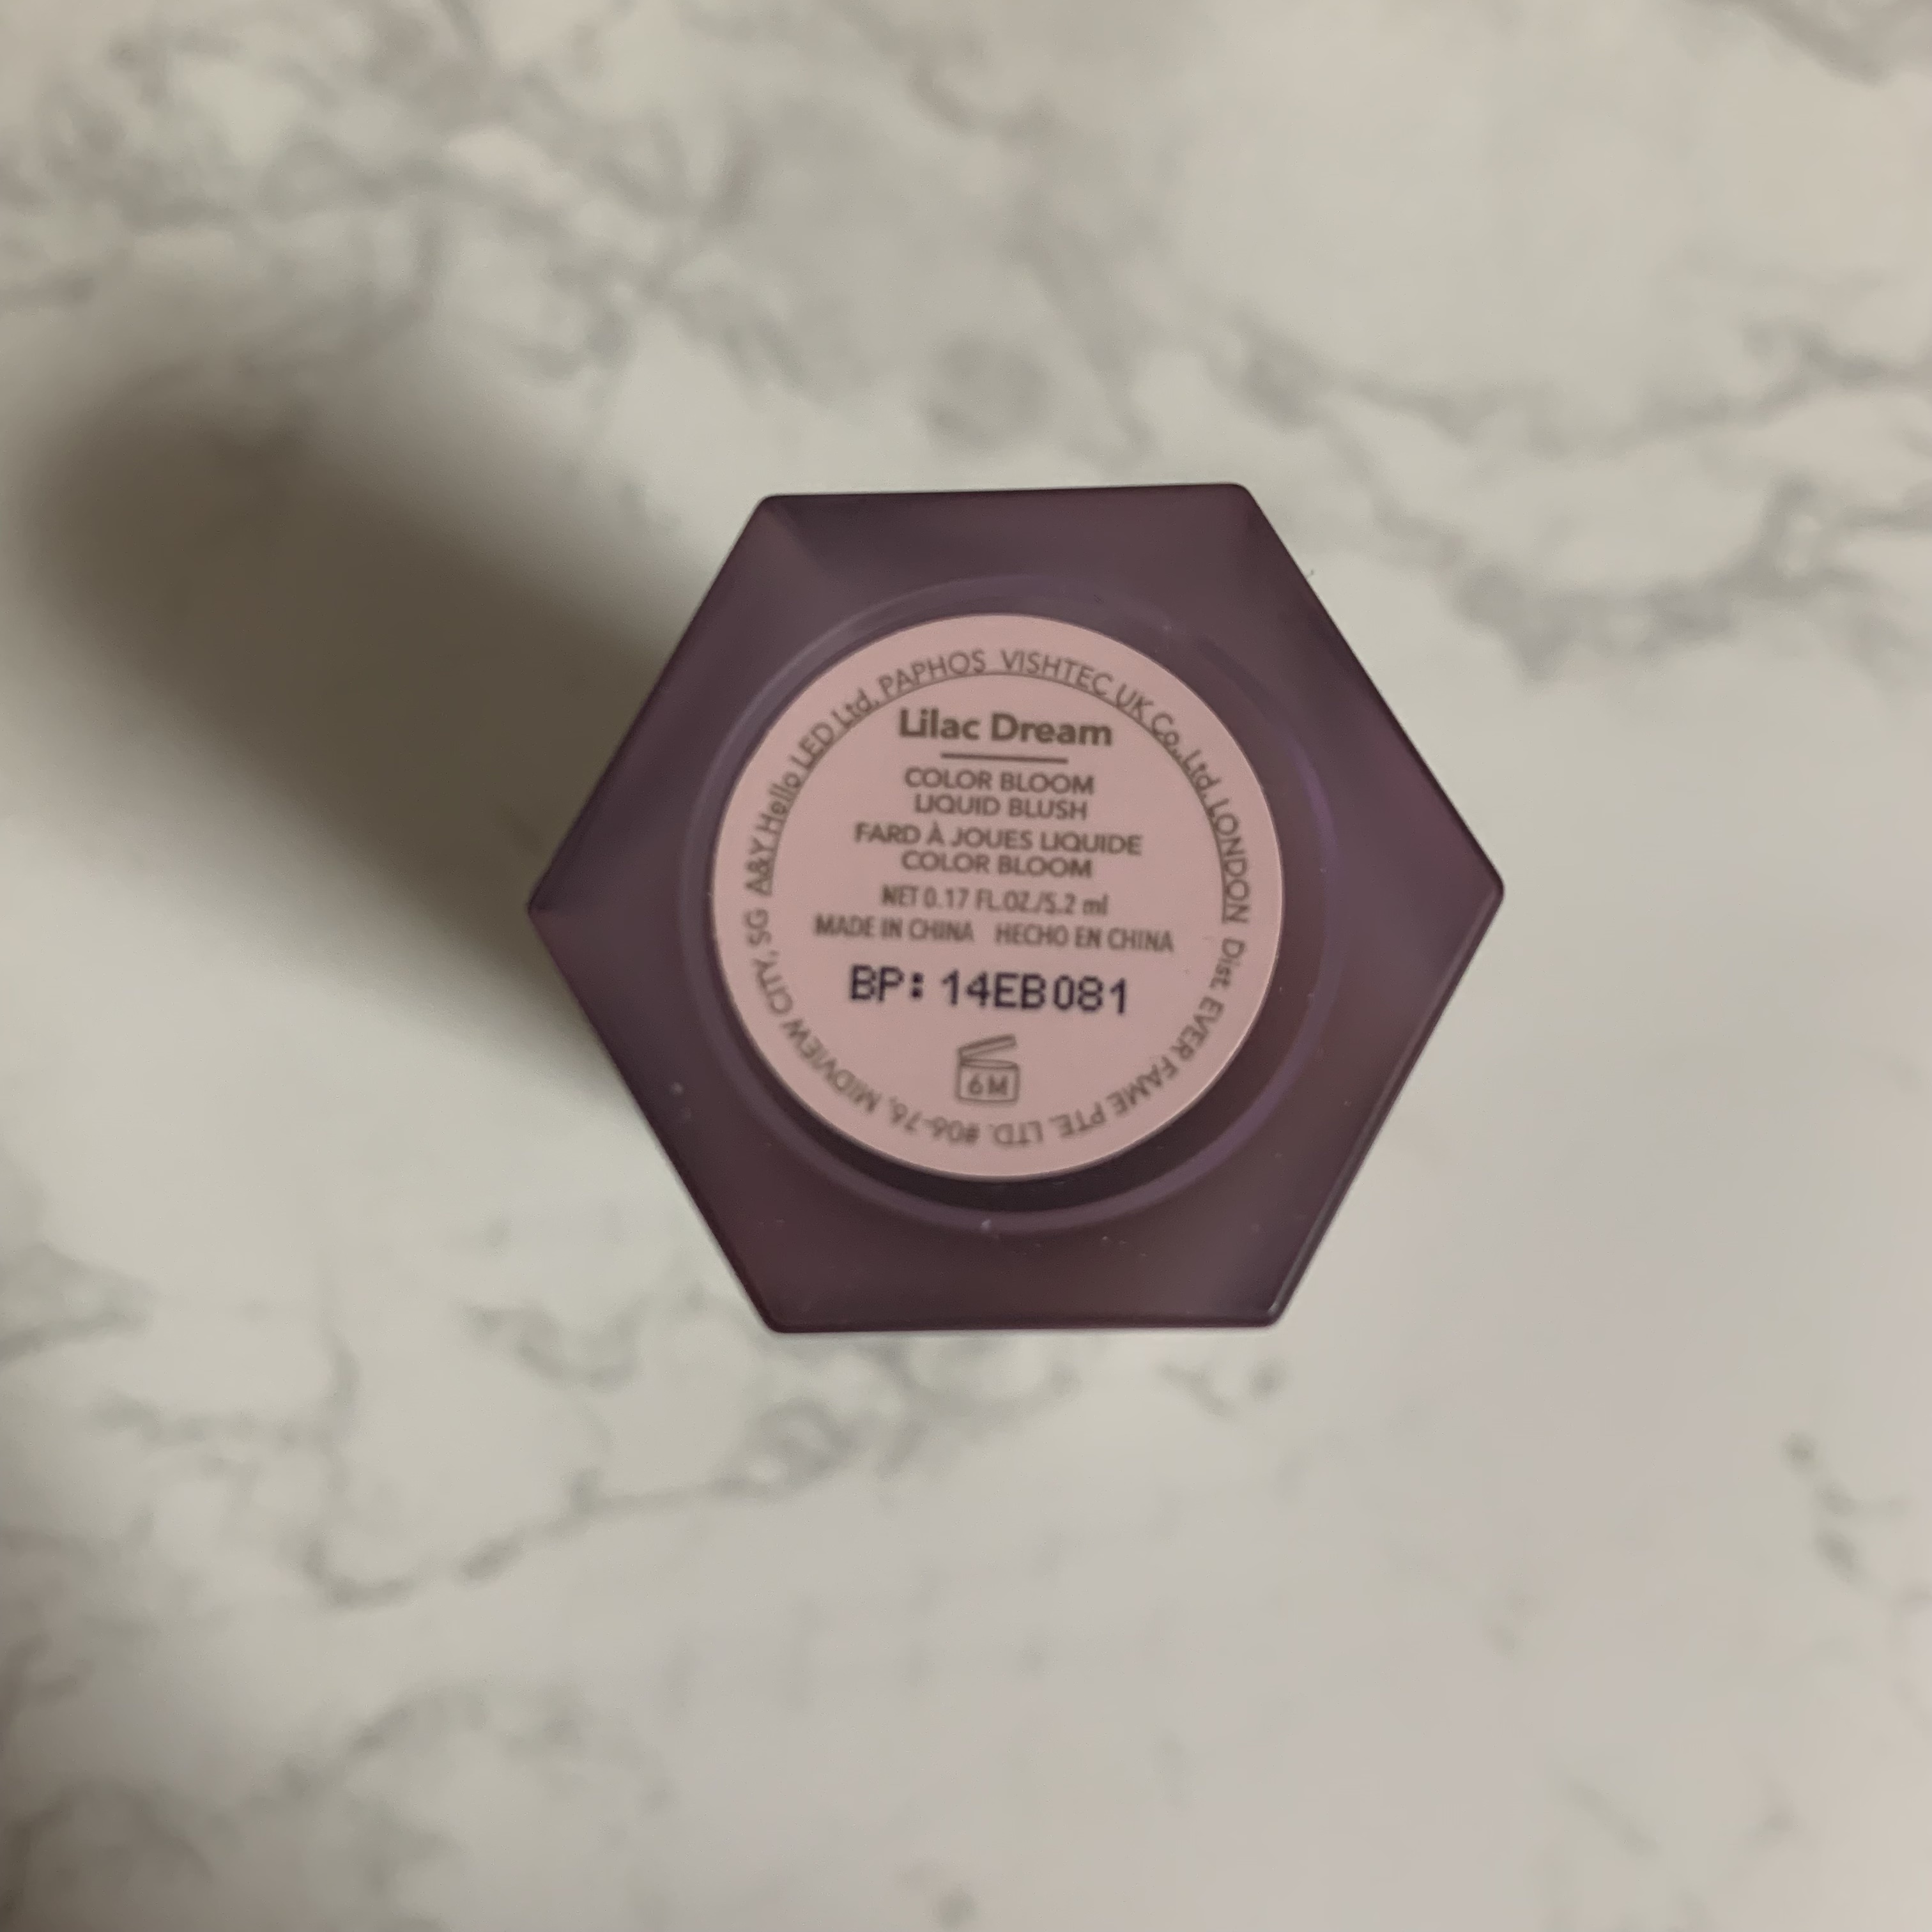 Lilac Dream
COLOR BLOOM
LIQUID BLUSH
FARD À JOUES LIQUIDE
COLOR BLOOM
NET 0.17 FL.OZ./5.2 ml
MADE IN CHINA HECHO EN CHINA
BP: 14EB081
6M
A&Y Hello LED Ltd. PAPHOS VISHTEC UK Co., Ltd. LONDON Dist. EVER FAME PTE. LTD. #06-76, MIDVIEW CITY, SG